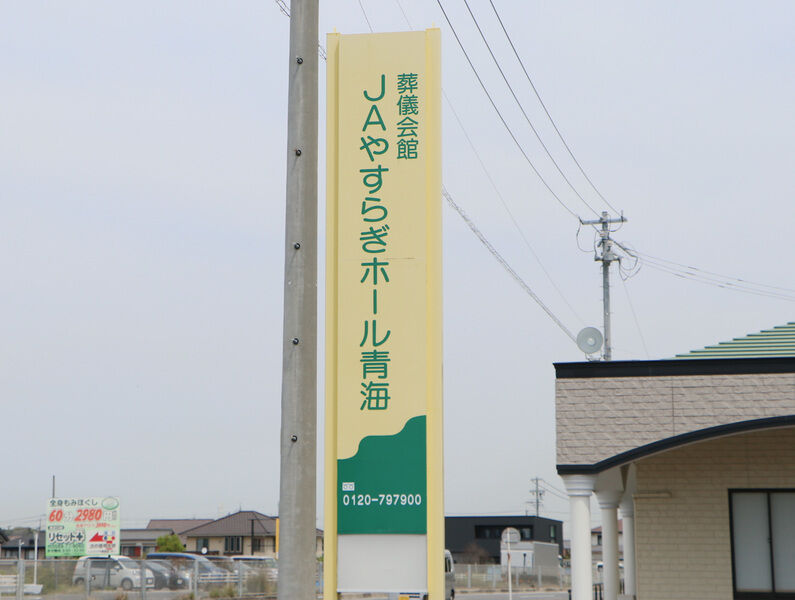 葬儀会館
JAやすらぎホール青海
0120-797900
全身もみほぐし
60 2980
リセット